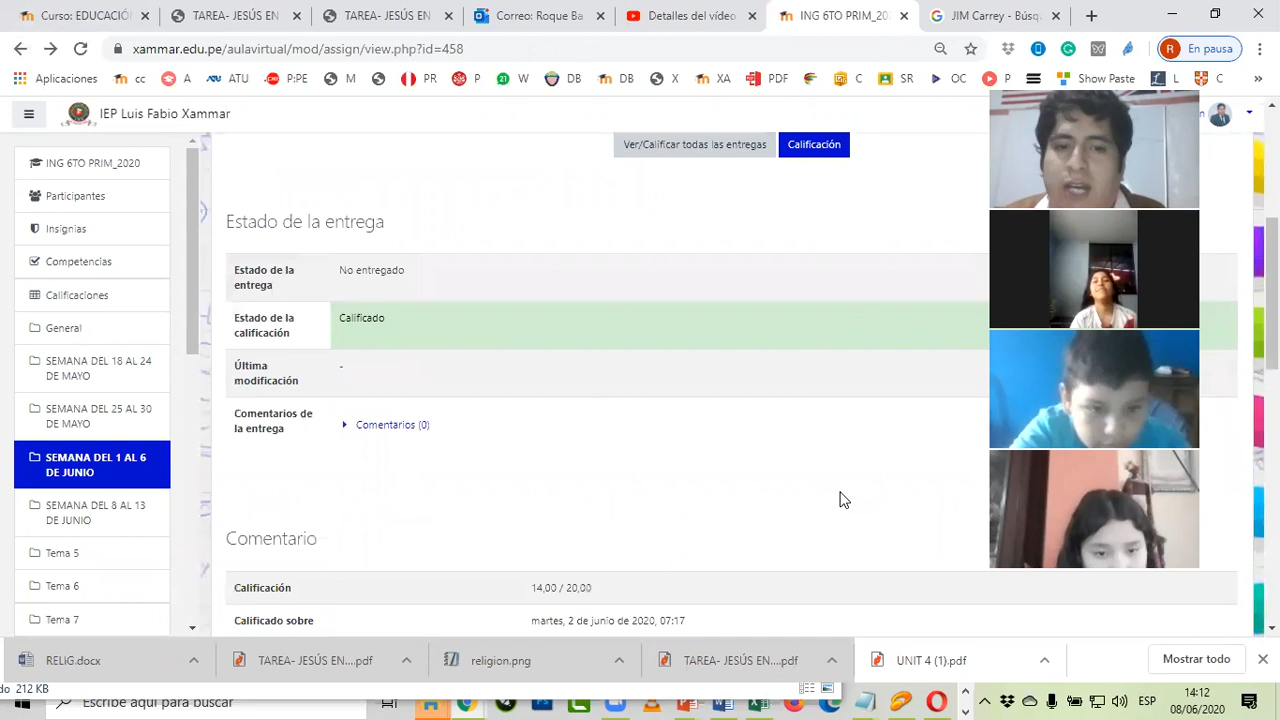 EDUCACIÓN
TAREA- JESÚS EN
TAREA- JESÚS EN
Correo: Roque Ba
Detalles del vídeo
ING 6TO PRIM_202
JIM Carrey - Búsq
xammar.edu.pe/aulavirtual/mod/assign/view.php?id=458
R En pausa
Aplicaciones cc A ATU P:PE M PR P W DB DB X XA PDF C SR OC P Show Paste L C »
IEP Luis Fabio Xammar
ING 6TO PRIM_2020
Participantes
Insignias
Competencias
Calificaciones
General
SEMANA DEL 18 AL 24
DE MAYO
SEMANA DEL 25 AL 30
DE MAYO
SEMANA DEL 1 AL 6
DE JUNIO
SEMANA DEL 8 AL 13
DE JUNIO
Tema 5
Tema 6
Tema 7
Ver/Calificar todas las entregas Calificación
Estado de la entrega
Estado de la
entrega
No entregado
Estado de la
calificación
Calificado
Última
modificación
-
Comentarios de
la entrega
Comentarios (0)
Comentario
Calificación 14,00 / 20,00
Calificado sobre martes, 2 de junio de 2020, 07:17
RELiG.docx
TAREA- JESÚS EN....pdf
religion.png
TAREA- JESÚS EN....pdf
UNIT 4 (1).pdf
Mostrar todo
do 212 KB
Escribe aquí para buscar
ESP
14:12
08/06/2020